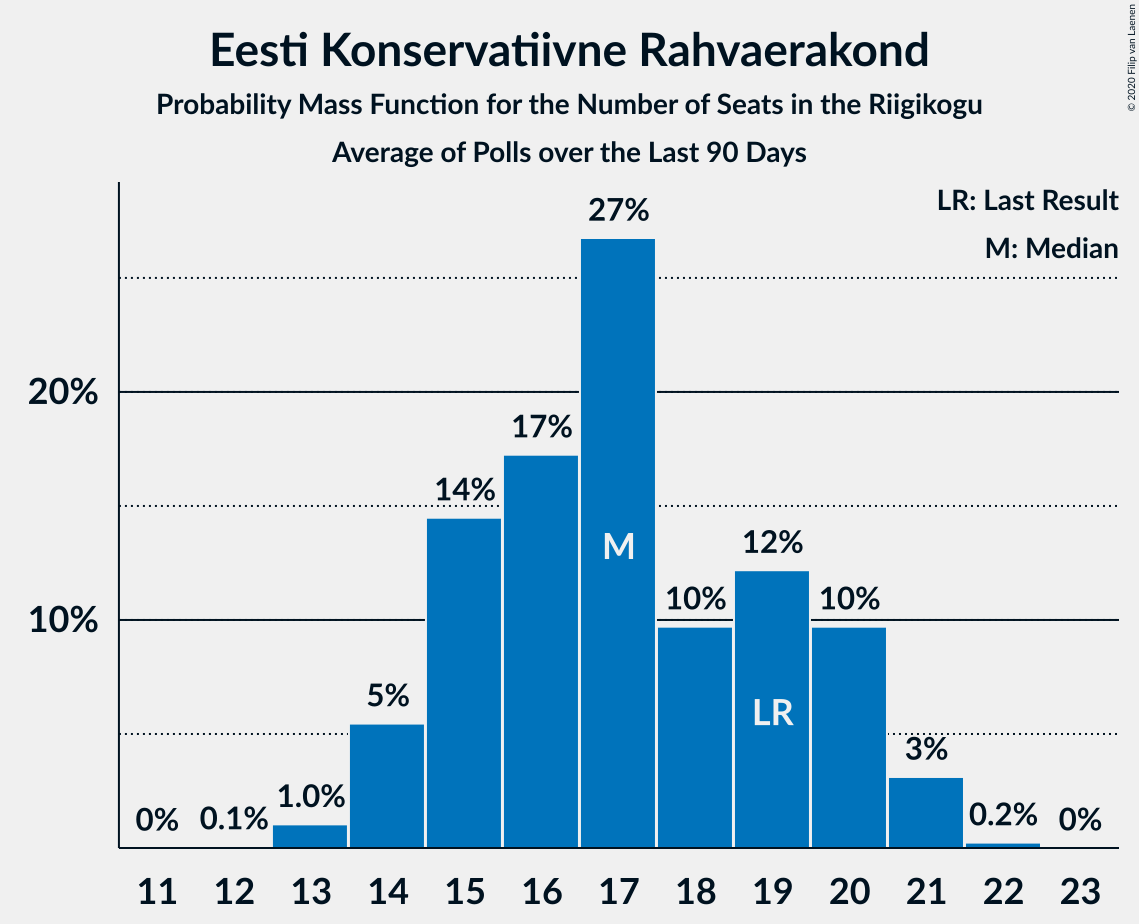 Eesti Konservatiivne Rahvaerakond
Probability Mass Function for the Number of Seats in the Riigikogu
Average of Polls over the Last 90 Days
© 2020 Filip van Laenen
LR: Last Result
M: Median
20%
10%
0%
0.1%
1.0%
5%
14%
17%
27%
10%
12%
10%
3%
0.2%
0%
M
LR
11 12 13 14 15 16 17 18 19 20 21 22 23